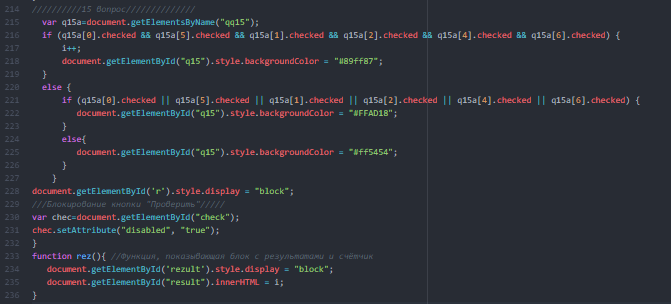 214 //////////15 вопрос//////////////
215 var q15a=document.getElementsByName("qq15");
216 if (q15a[0].checked && q15a[5].checked && q15a[1].checked && q15a[2].checked && q15a[4].checked && q15a[6].checked) {
217 i++;
218 document.getElementById("q15").style.backgroundColor = "#89ff87";
219 }
220 else {
221 if (q15a[0].checked || q15a[5].checked || q15a[1].checked || q15a[2].checked || q15a[4].checked || q15a[6].checked) {
222 document.getElementById("q15").style.backgroundColor = "#FFAD18";
223 }
224 else{
225 document.getElementById("q15").style.backgroundColor = "#ff5454";
226 }
227 }
228 document.getElementById('r').style.display = "block";
229 ///Блокирование кнопки "Проверить"/////
230 var chec=document.getElementById("check");
231 chec.setAttribute("disabled", "true");
232 }
233 function rez(){ //Функция, показывающая блок с результатами и счётчик
234 document.getElementById('rezult').style.display = "block";
235 document.getElementById("result").innerHTML = i;
236 }